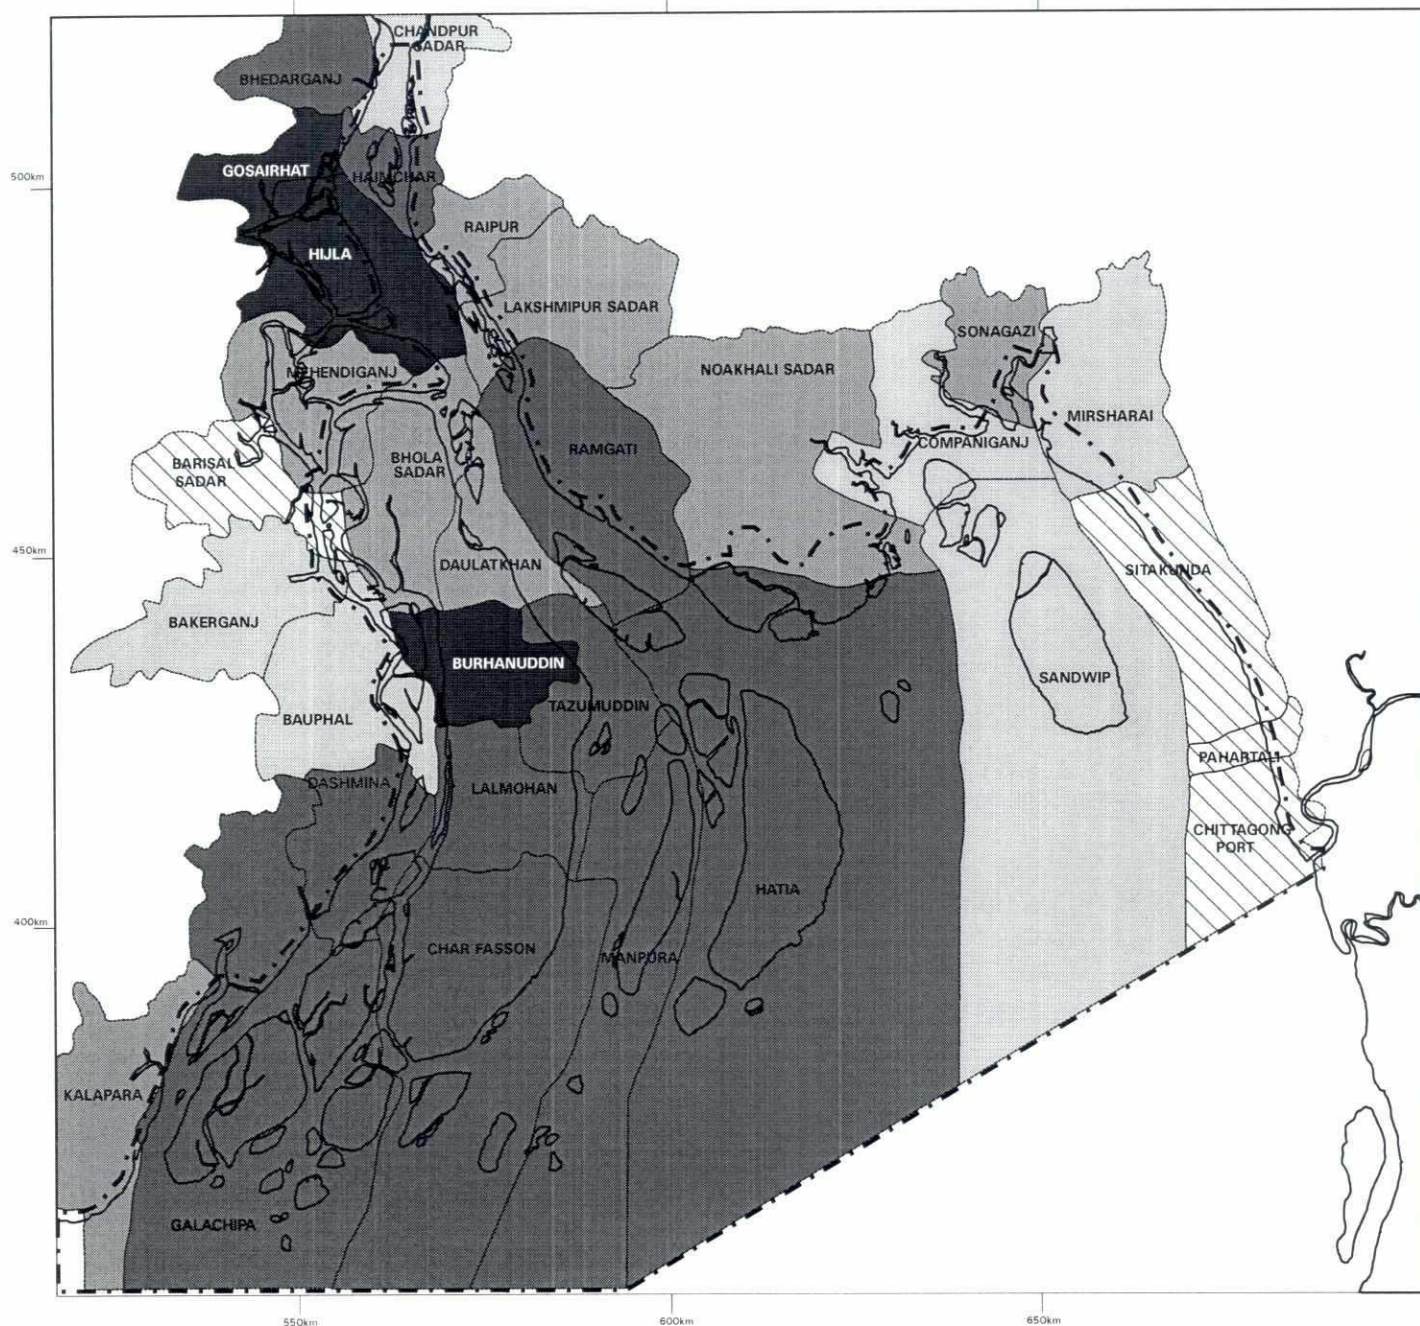 CHANDPUR
SADAR
BHEDARGANJ
500km
GOSAIRHAT
HAIMCHAR
RAIPUR
HIJLA
LAKSHMIPUR SADAR
SONAGAZI
MEHENDIGANJ
NOAKHALI SADAR
MIRSHARAI
COMPANIGANJ
RAMGATI
BARISAL
SADAR
BHOLA
SADAR
450km
DAULATKHAN
SITAKUNDA
BAKERGANJ
BURHANUDDIN
SANDWIP
TAZUMUDDIN
BAUPHAL
PAHARTALI
DASHMINA
LALMOHAN
CHITTAGONG
PORT
HATIA
400km
CHAR FASSON
MANPURA
KALAPARA
GALACHIPA
550km
600km
650km